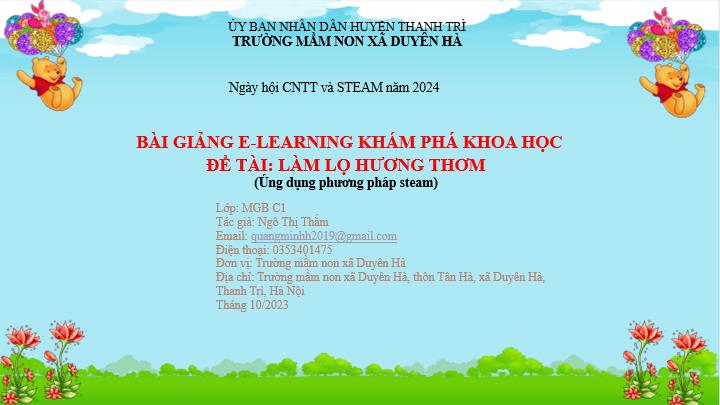 ỦY BAN NHÂN DÂN HUYỆN THANH TRÌ
TRƯỜNG MẦM NON XÃ DUYÊN HÀ
Ngày hội CNTT và STEAM năm 2024
BÀI GIẢNG E-LEARNING KHÁM PHÁ KHOA HỌC
ĐỀ TÀI: LÀM LỌ HƯƠNG THƠM
(Ứng dụng phương pháp steam)
Lớp: MGB C1
Tác giả: Ngô Thị Thắm
Email: quangminhh2019@gmail.com
Điện thoại: 0353401475
Đơn vị: Trường mầm non xã Duyên Hà
Địa chỉ: Trường mầm non xã Duyên Hà, thôn Tân Hà, xã Duyên Hà,
Thanh Trì, Hà Nội
Tháng 10/2023